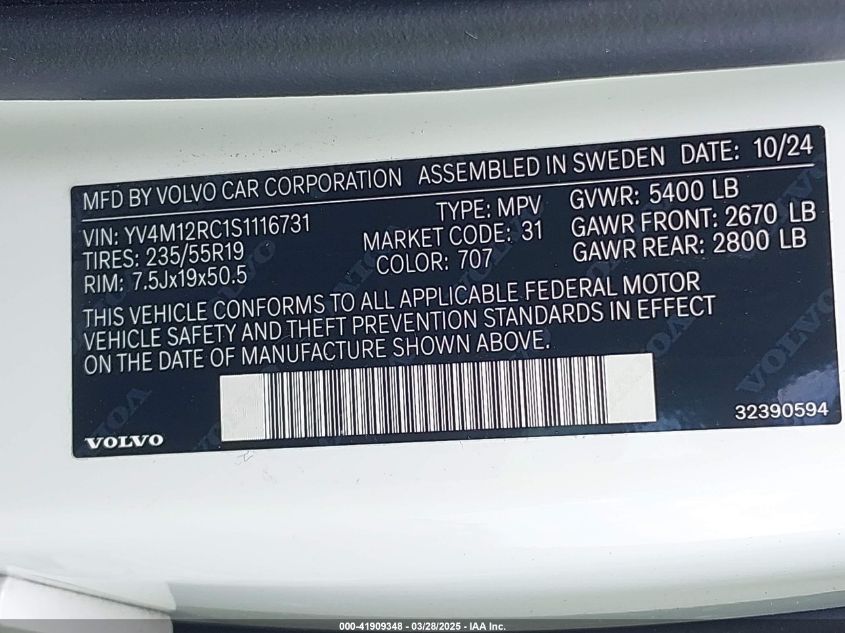 MFD BY VOLVO CAR CORPORATION ASSEMBLED IN SWEDEN DATE: 10/24
VIN: YV4M12RC1S1116731 TYPE: MPV GVWR: 5400 LB
TIRES: 235/55R19 MARKET CODE: 31 GAWR FRONT: 2670 LB
RIM: 7.5Jx19x50.5 COLOR: 707 GAWR REAR: 2800 LB
THIS VEHICLE CONFORMS TO ALL APPLICABLE FEDERAL MOTOR
VEHICLE SAFETY AND THEFT PREVENTION STANDARDS IN EFFECT
ON THE DATE OF MANUFACTURE SHOWN ABOVE.
VOLVO
32390594
000-41909348 - 03/28/2025 - IAA Inc.